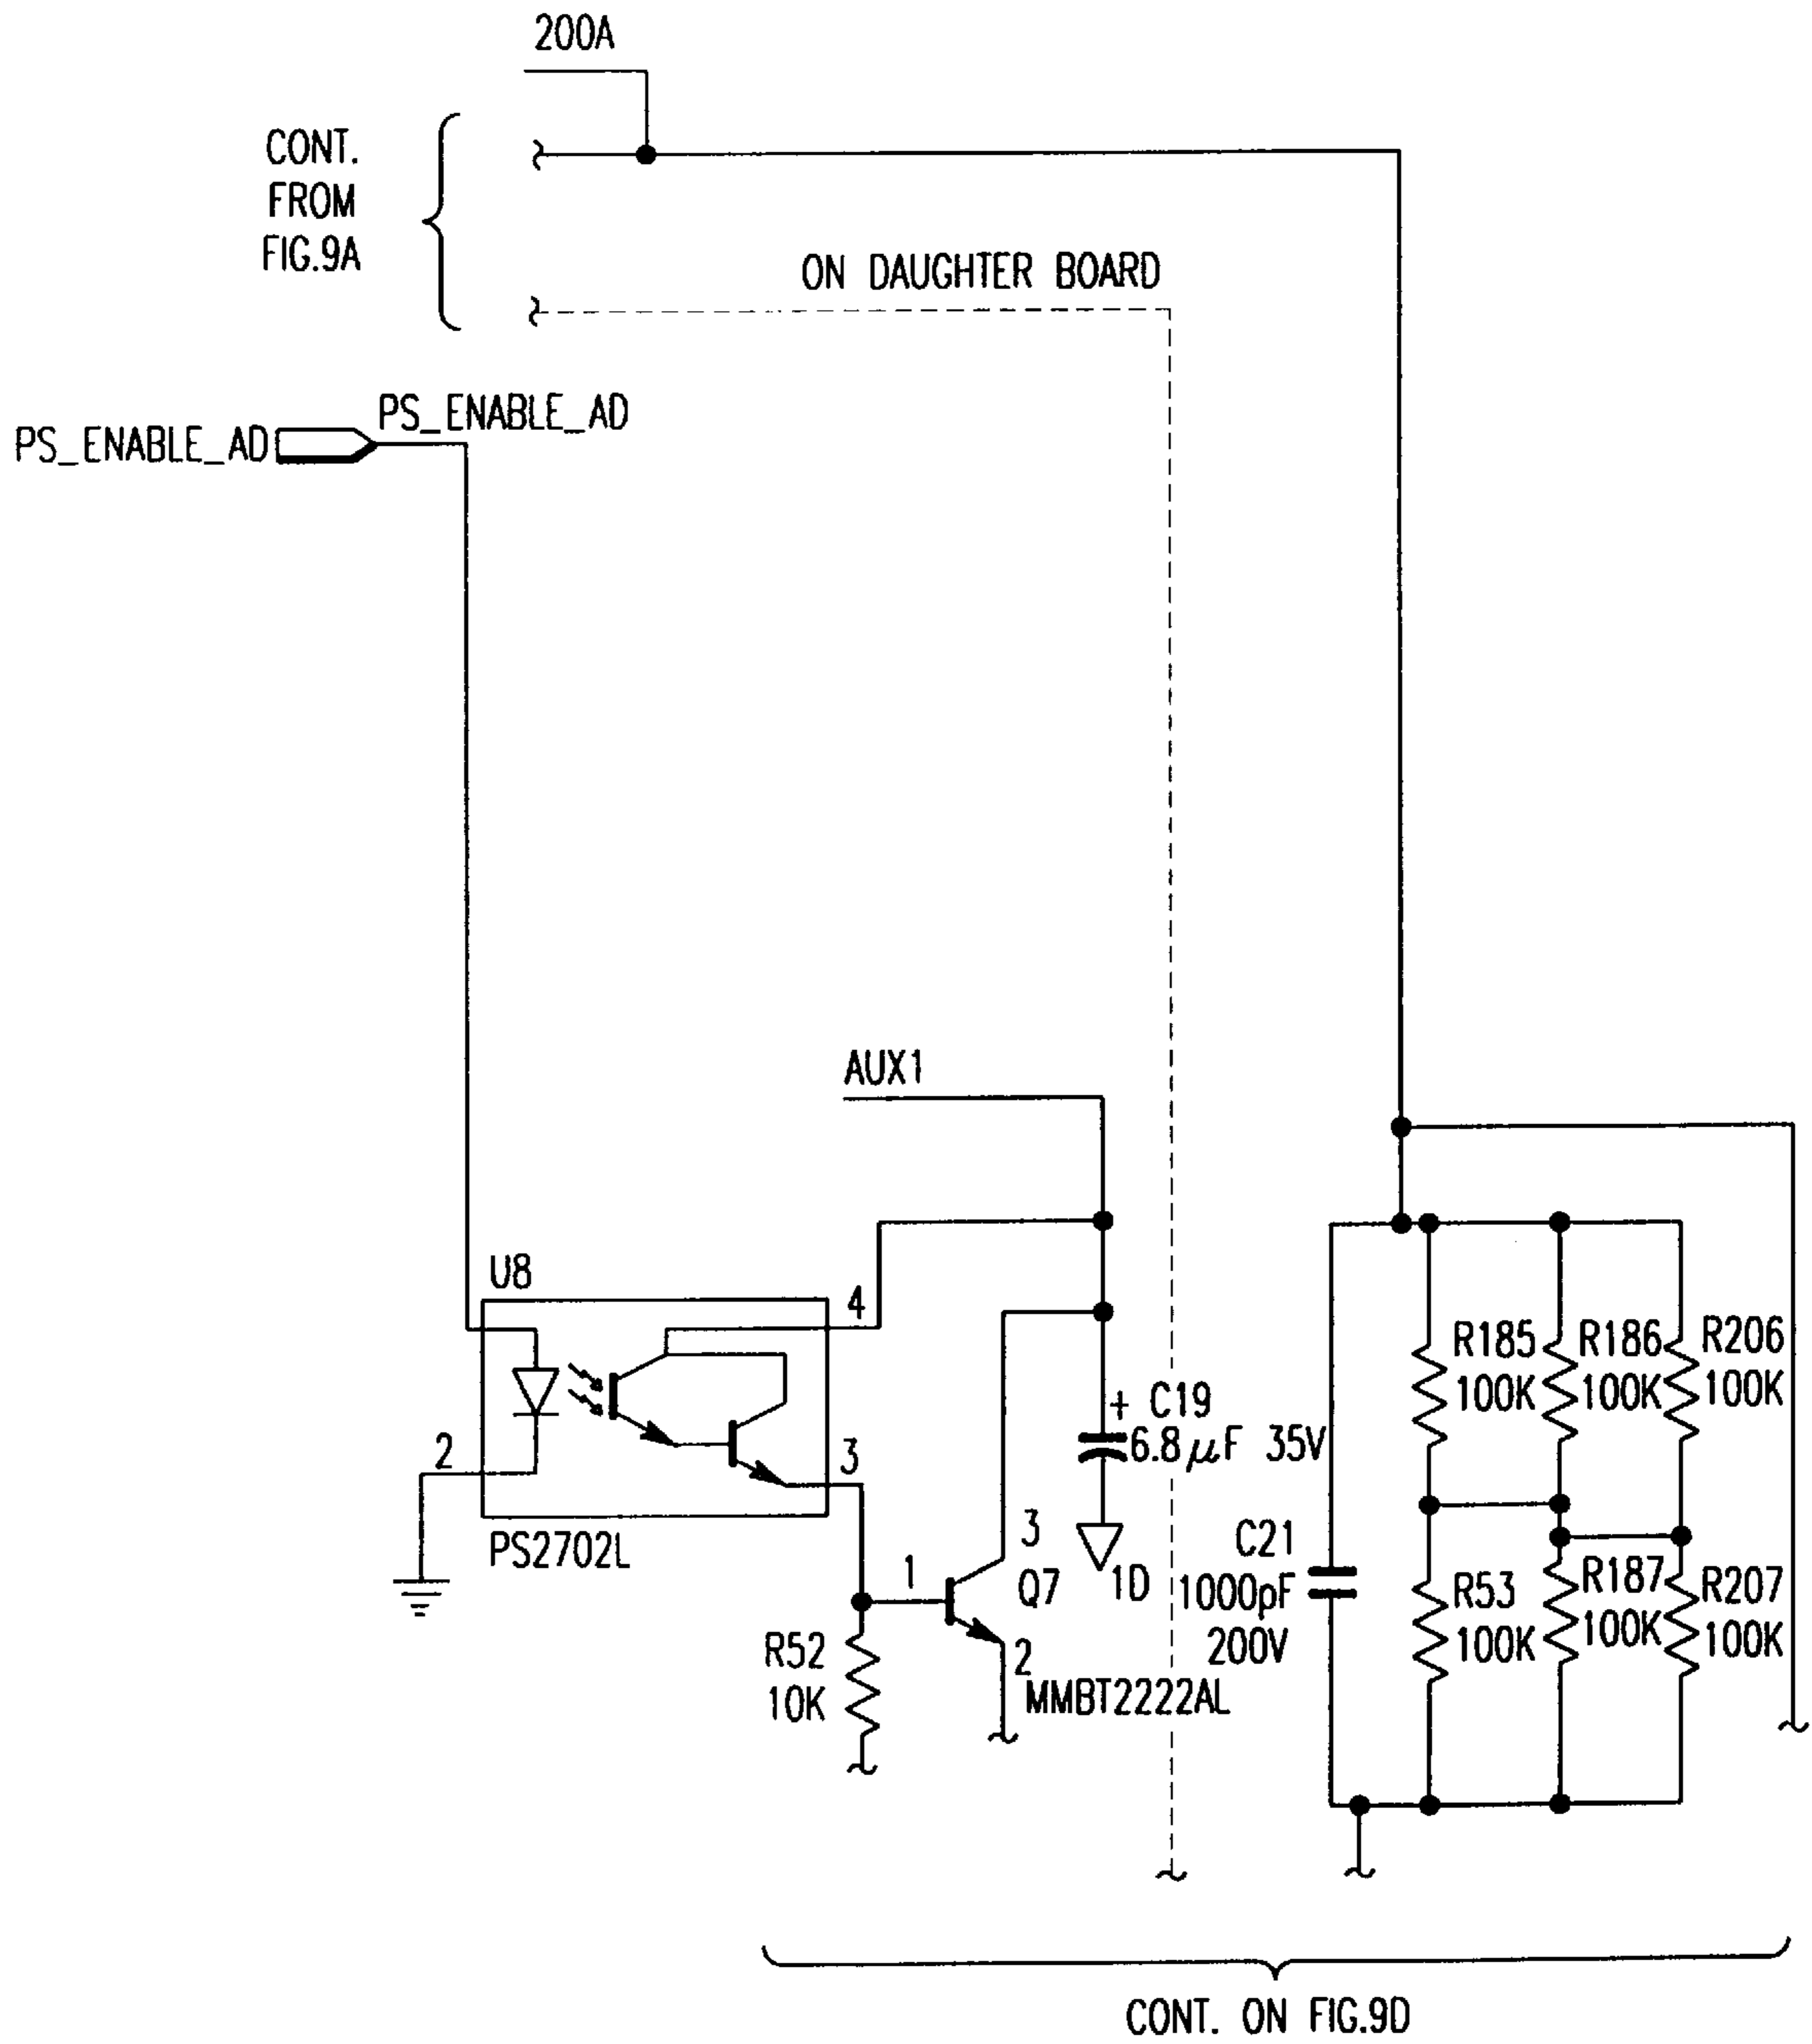 200A
CONT.
FROM
FIG.9A
ON DAUGHTER BOARD
PS_ENABLE_AD
PS_ENABLE_AD
AUX1
U8
4
2
3
PS2702L
+ C19
6.8μF 35V
1D
3
Q7
1
2
MMBT2222AL
R52
10K
C21
1000pF
200V
R185
100K
R186
100K
R206
100K
R53
100K
R187
100K
R207
100K
CONT. ON FIG.9D